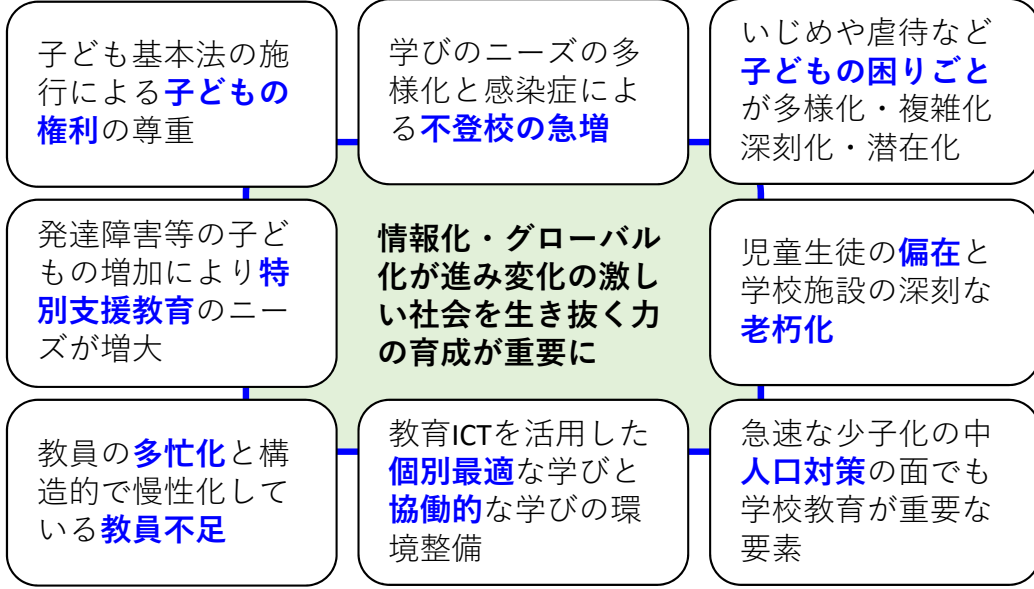 子ども基本法の施
行による子どもの
権利の尊重
学びのニーズの多
様化と感染症によ
る不登校の急増
いじめや虐待など
子どもの困りごと
が多様化・複雑化
深刻化・潜在化
発達障害等の子ど
もの増加により特
別支援教育のニー
ズが増大
情報化・グローバル
化が進み変化の激し
い社会を生き抜く力
の育成が重要に
児童生徒の偏在と
学校施設の深刻な
老朽化
教員の多忙化と構
造的で慢性化して
いる教員不足
教育ICTを活用した
個別最適な学びと
協働的な学びの環
境整備
急速な少子化の中
人口対策の面でも
学校教育が重要な
要素